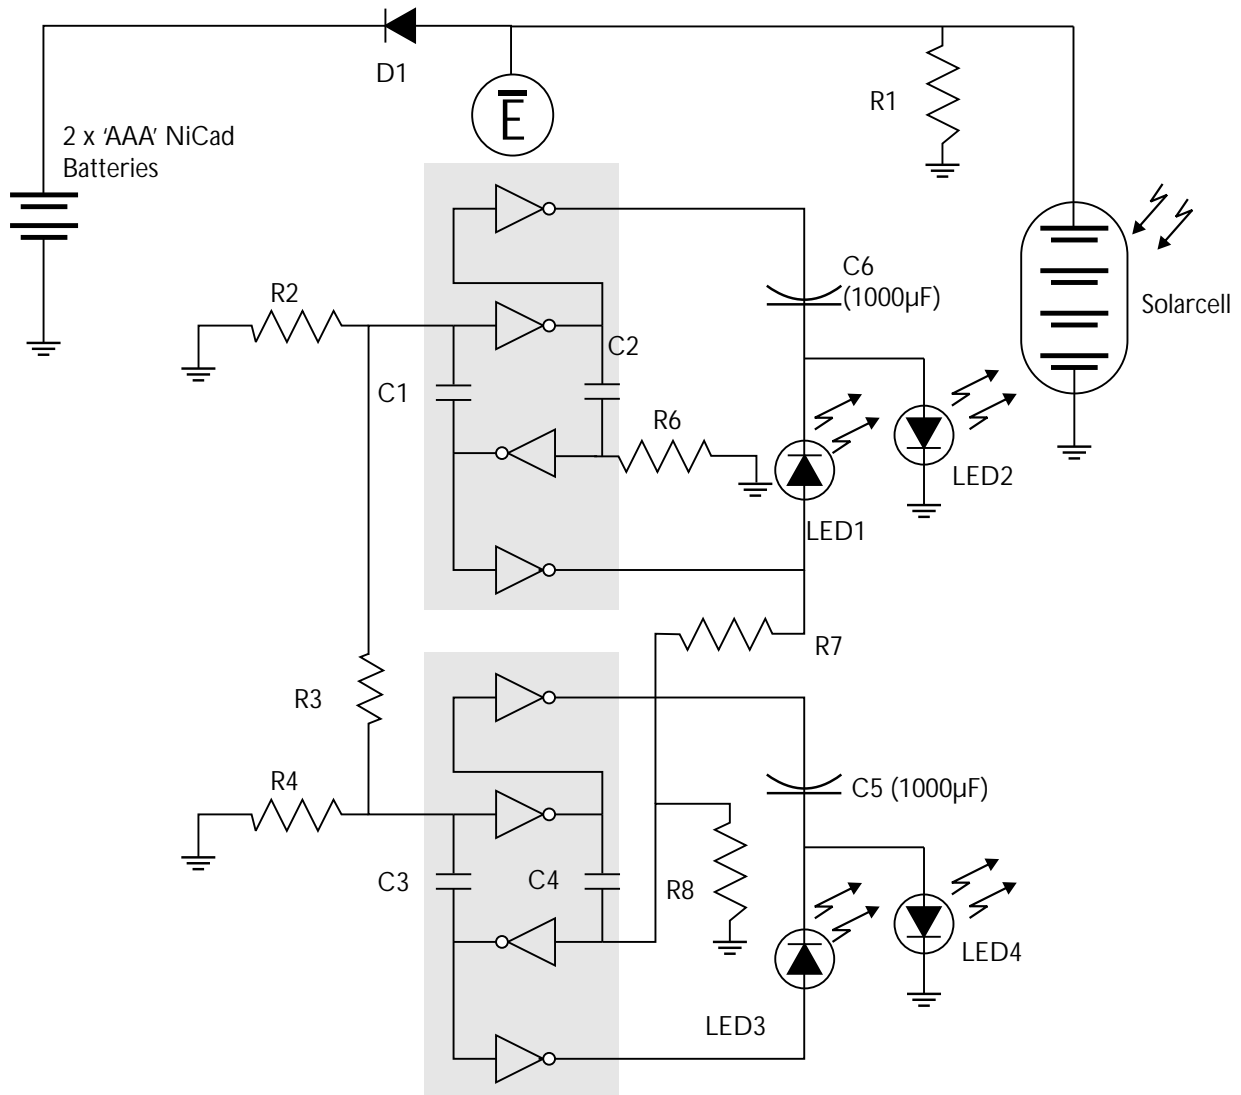 D1
E
R1
2 x ‘AAA’ NiCad
Batteries
C6
(1000µF)
Solarcell
R2
C2
C1
R6
LED2
LED1
R7
R3
R4
C5 (1000µF)
C3
C4
R8
LED4
LED3